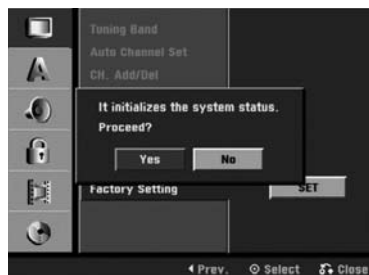 Tuning Band
Auto Channel Set
CH. Add/Del
It initializes the system status.
Proceed?
Yes No
Factory Setting SET
Prev. Select Close